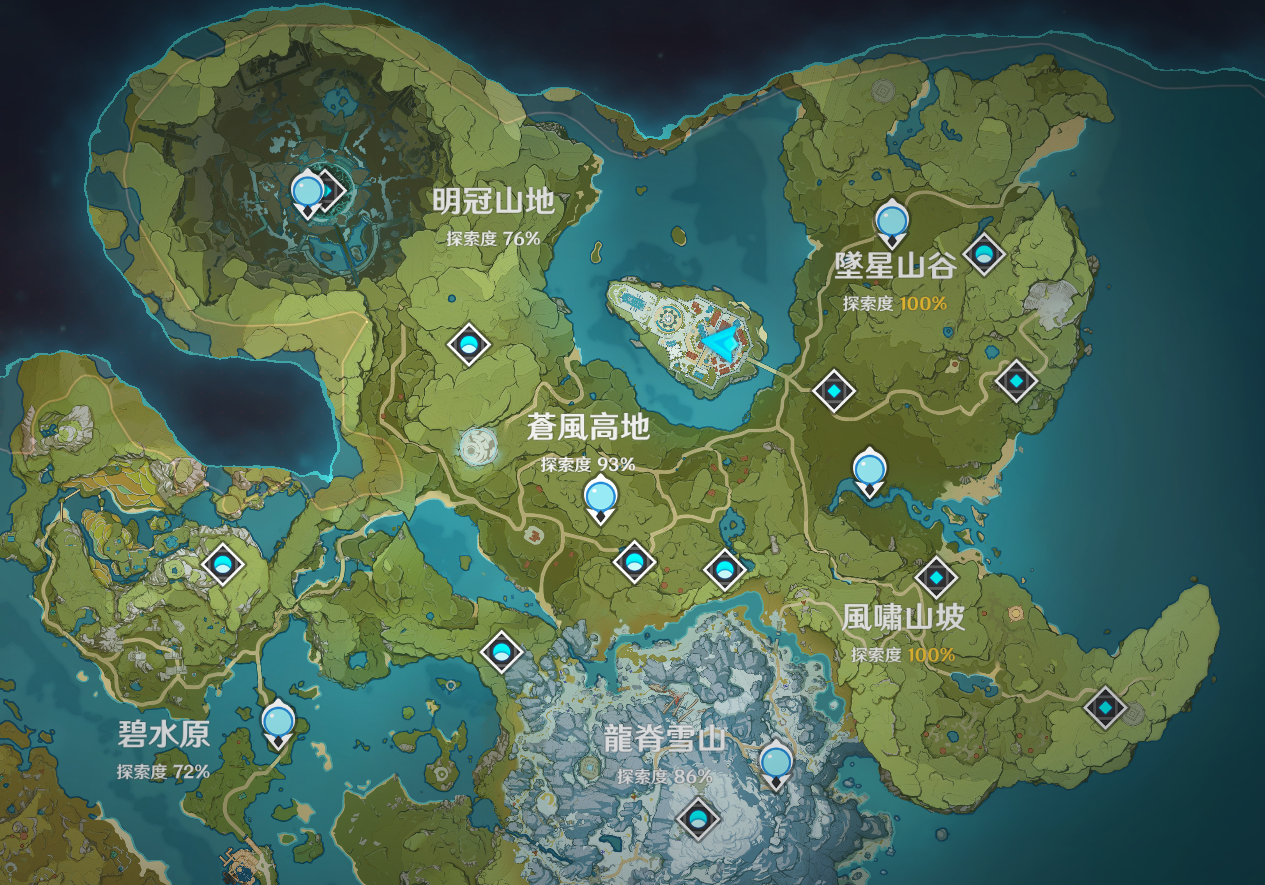 明冠山地
探索度 76%
墜星山谷
探索度 100%
蒼風高地
探索度 93%
風嘯山坡
探索度 100%
碧水原
探索度 72%
龍脊雪山
探索度 86%